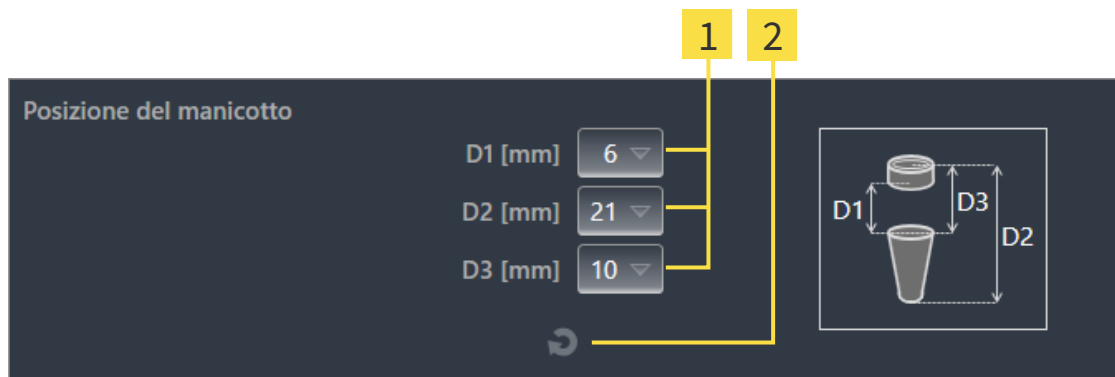 1 2
Posizione del manicotto
D1 [mm] 6
D2 [mm] 21
D3 [mm] 10
D1 D3
D2